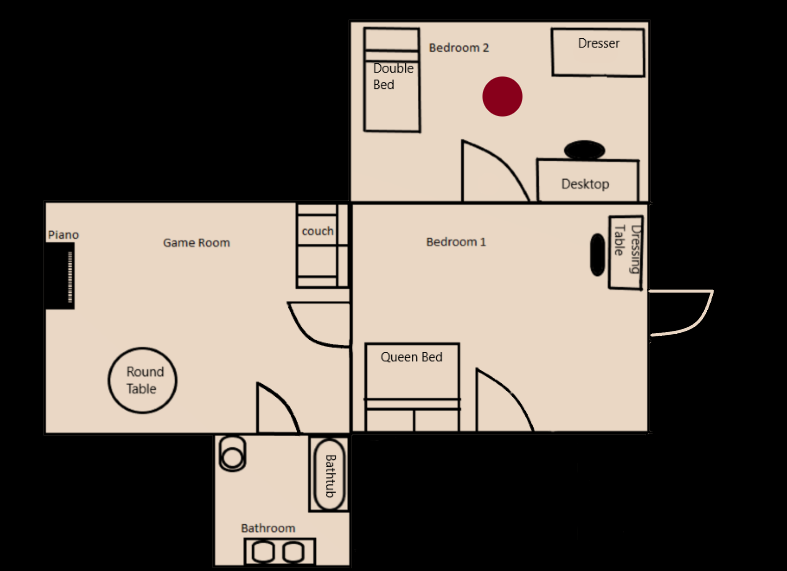 Bedroom 2
Dresser
Double
Bed
Desktop
Piano
Game Room
couch
Bedroom 1
Dressing
Table
Round
Table
Queen Bed
Bathtub
Bathroom